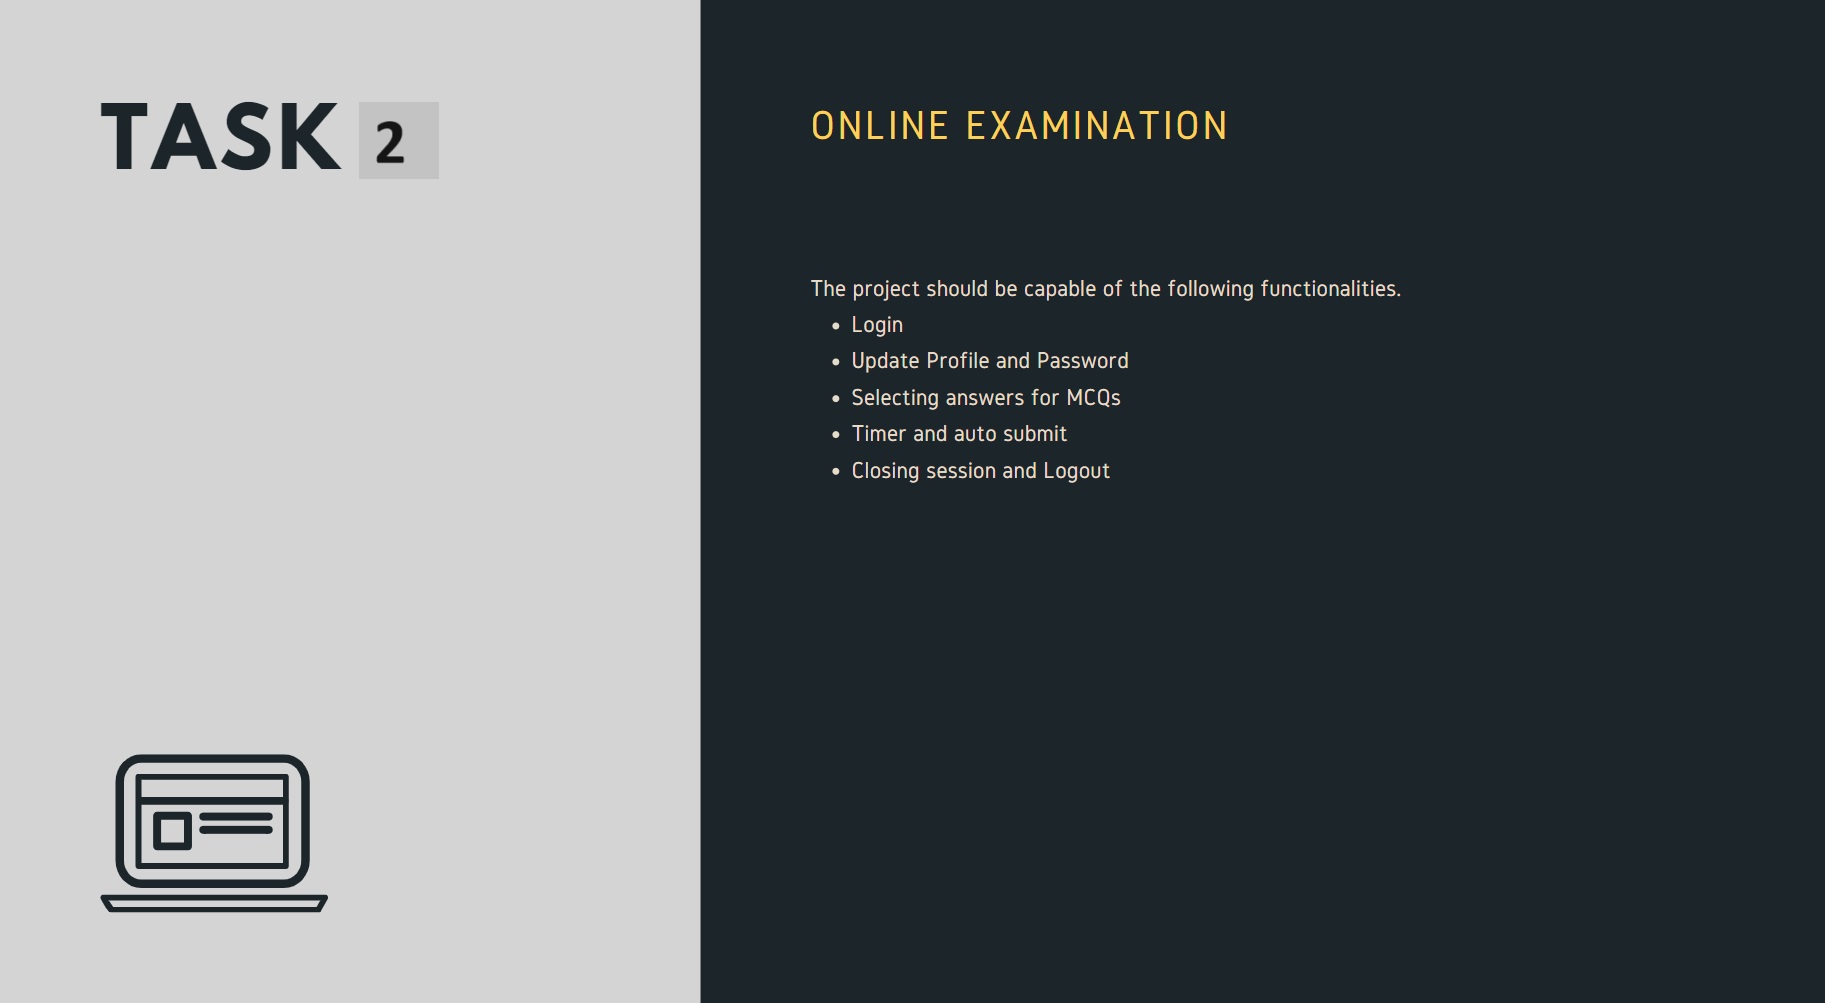 TASK 2
ONLINE EXAMINATION
The project should be capable of the following functionalities.
• Login
• Update Profile and Password
• Selecting answers for MCQs
• Timer and auto submit
• Closing session and Logout